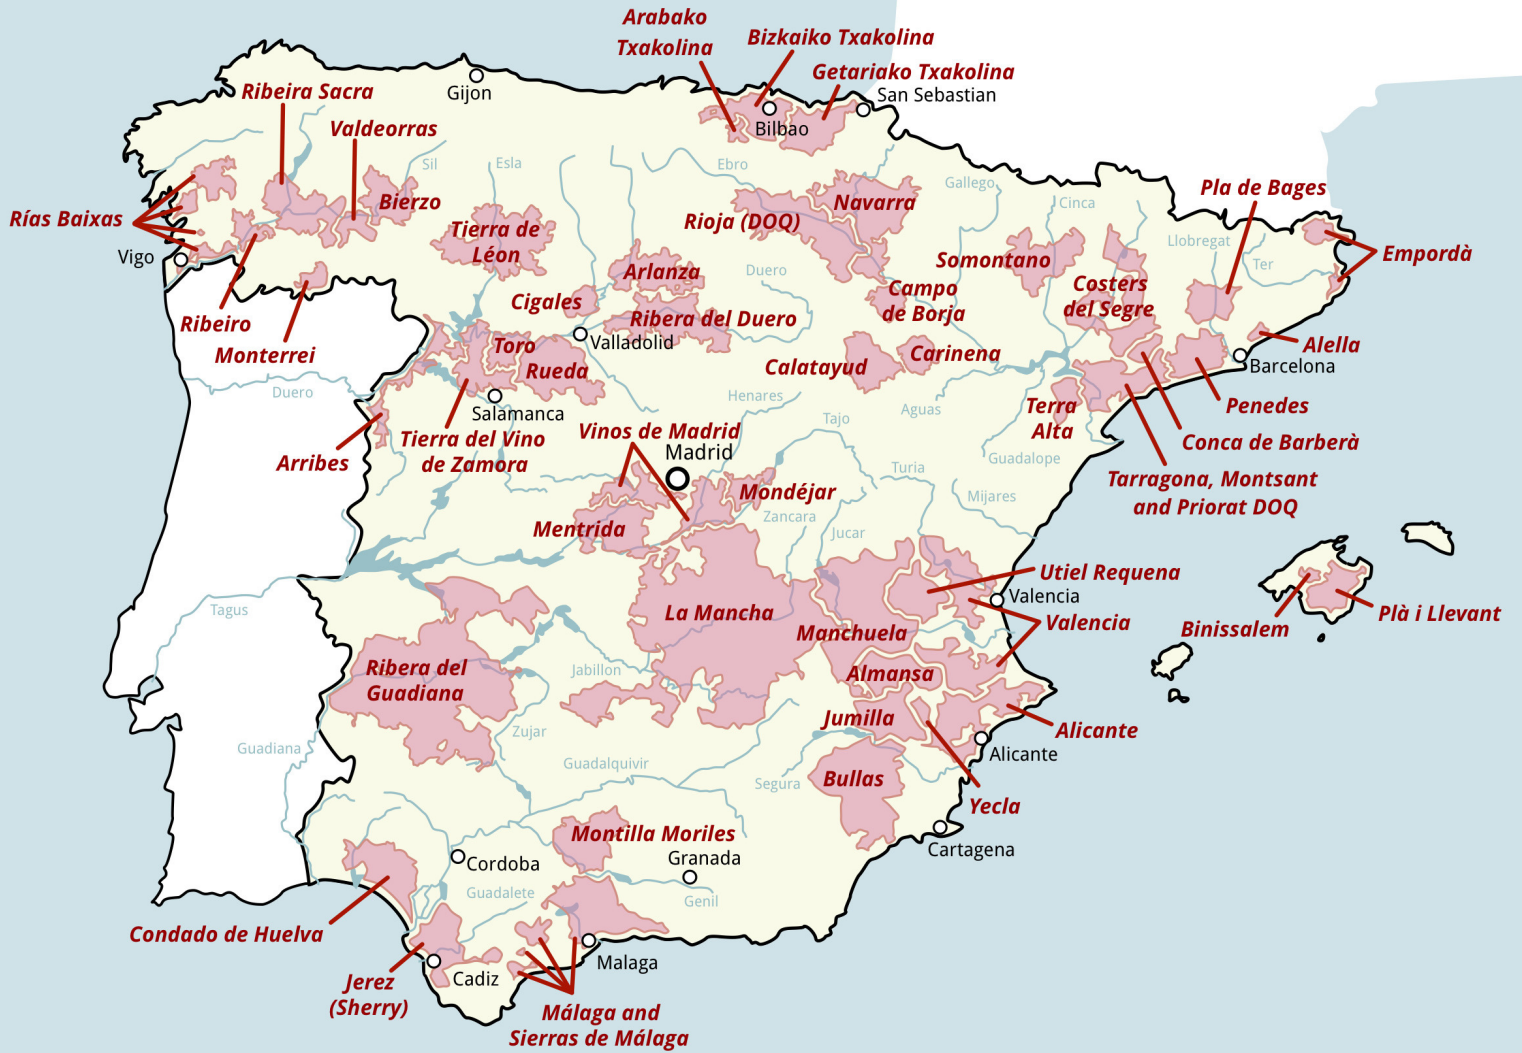 Arabako
Txakolina
Bizkaiko Txakolina
Getariako Txakolina
San Sebastian
Gijon
Bilbao
Ribeira Sacra
Valdeorras
Sil
Esla
Ebro
Gallego
Cinca
Pla de Bages
Rías Baixas
Bierzo
Tierra de
Léon
Rioja (DOQ)
Navarra
Somontano
Llobregat
Ter
Empordà
Vigo
Arlanza
Duero
Campo
de Borja
Costers
del Segre
Cigales
Ribera del Duero
Ribeiro
Monterrei
Valladolid
Toro
Rueda
Calatayud
Carinena
Alella
Barcelona
Duero
Salamanca
Henares
Tajo
Aguas
Terra
Alta
Penedes
Conca de Barberà
Arribes
Tierra del Vino
de Zamora
Vinos de Madrid
Madrid
Turia
Guadalope
Tarragona, Montsant
and Priorat DOQ
Mondéjar
Mijares
Mentrida
Zancara
Jucar
Utiel Requena
Valencia
Tagus
La Mancha
Manchuela
Valencia
Binissalem
Plà i Llevant
Ribera del
Guadiana
Jabillon
Almansa
Jumilla
Zujar
Alicante
Alicante
Guadiana
Guadalquivir
Segura
Bullas
Yecla
Montilla Moriles
Cartagena
Cordoba
Granada
Guadalete
Genil
Condado de Huelva
Malaga
Cadiz
Jerez
(Sherry)
Málaga and
Sierras de Málaga